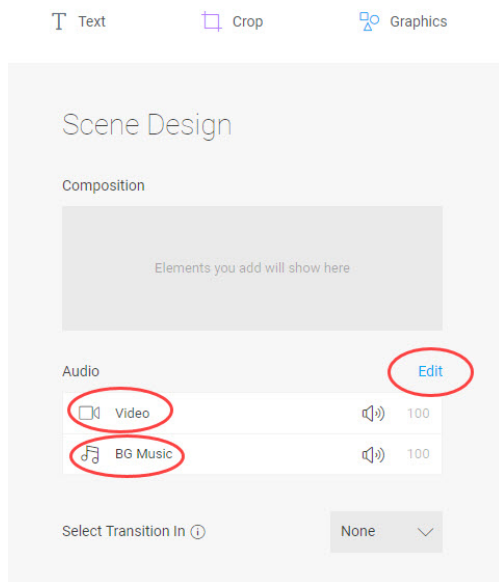 Text Crop Graphics
Scene Design
Composition
Elements you add will show here
Audio Edit
Video 100
BG Music 100
Select Transition In None